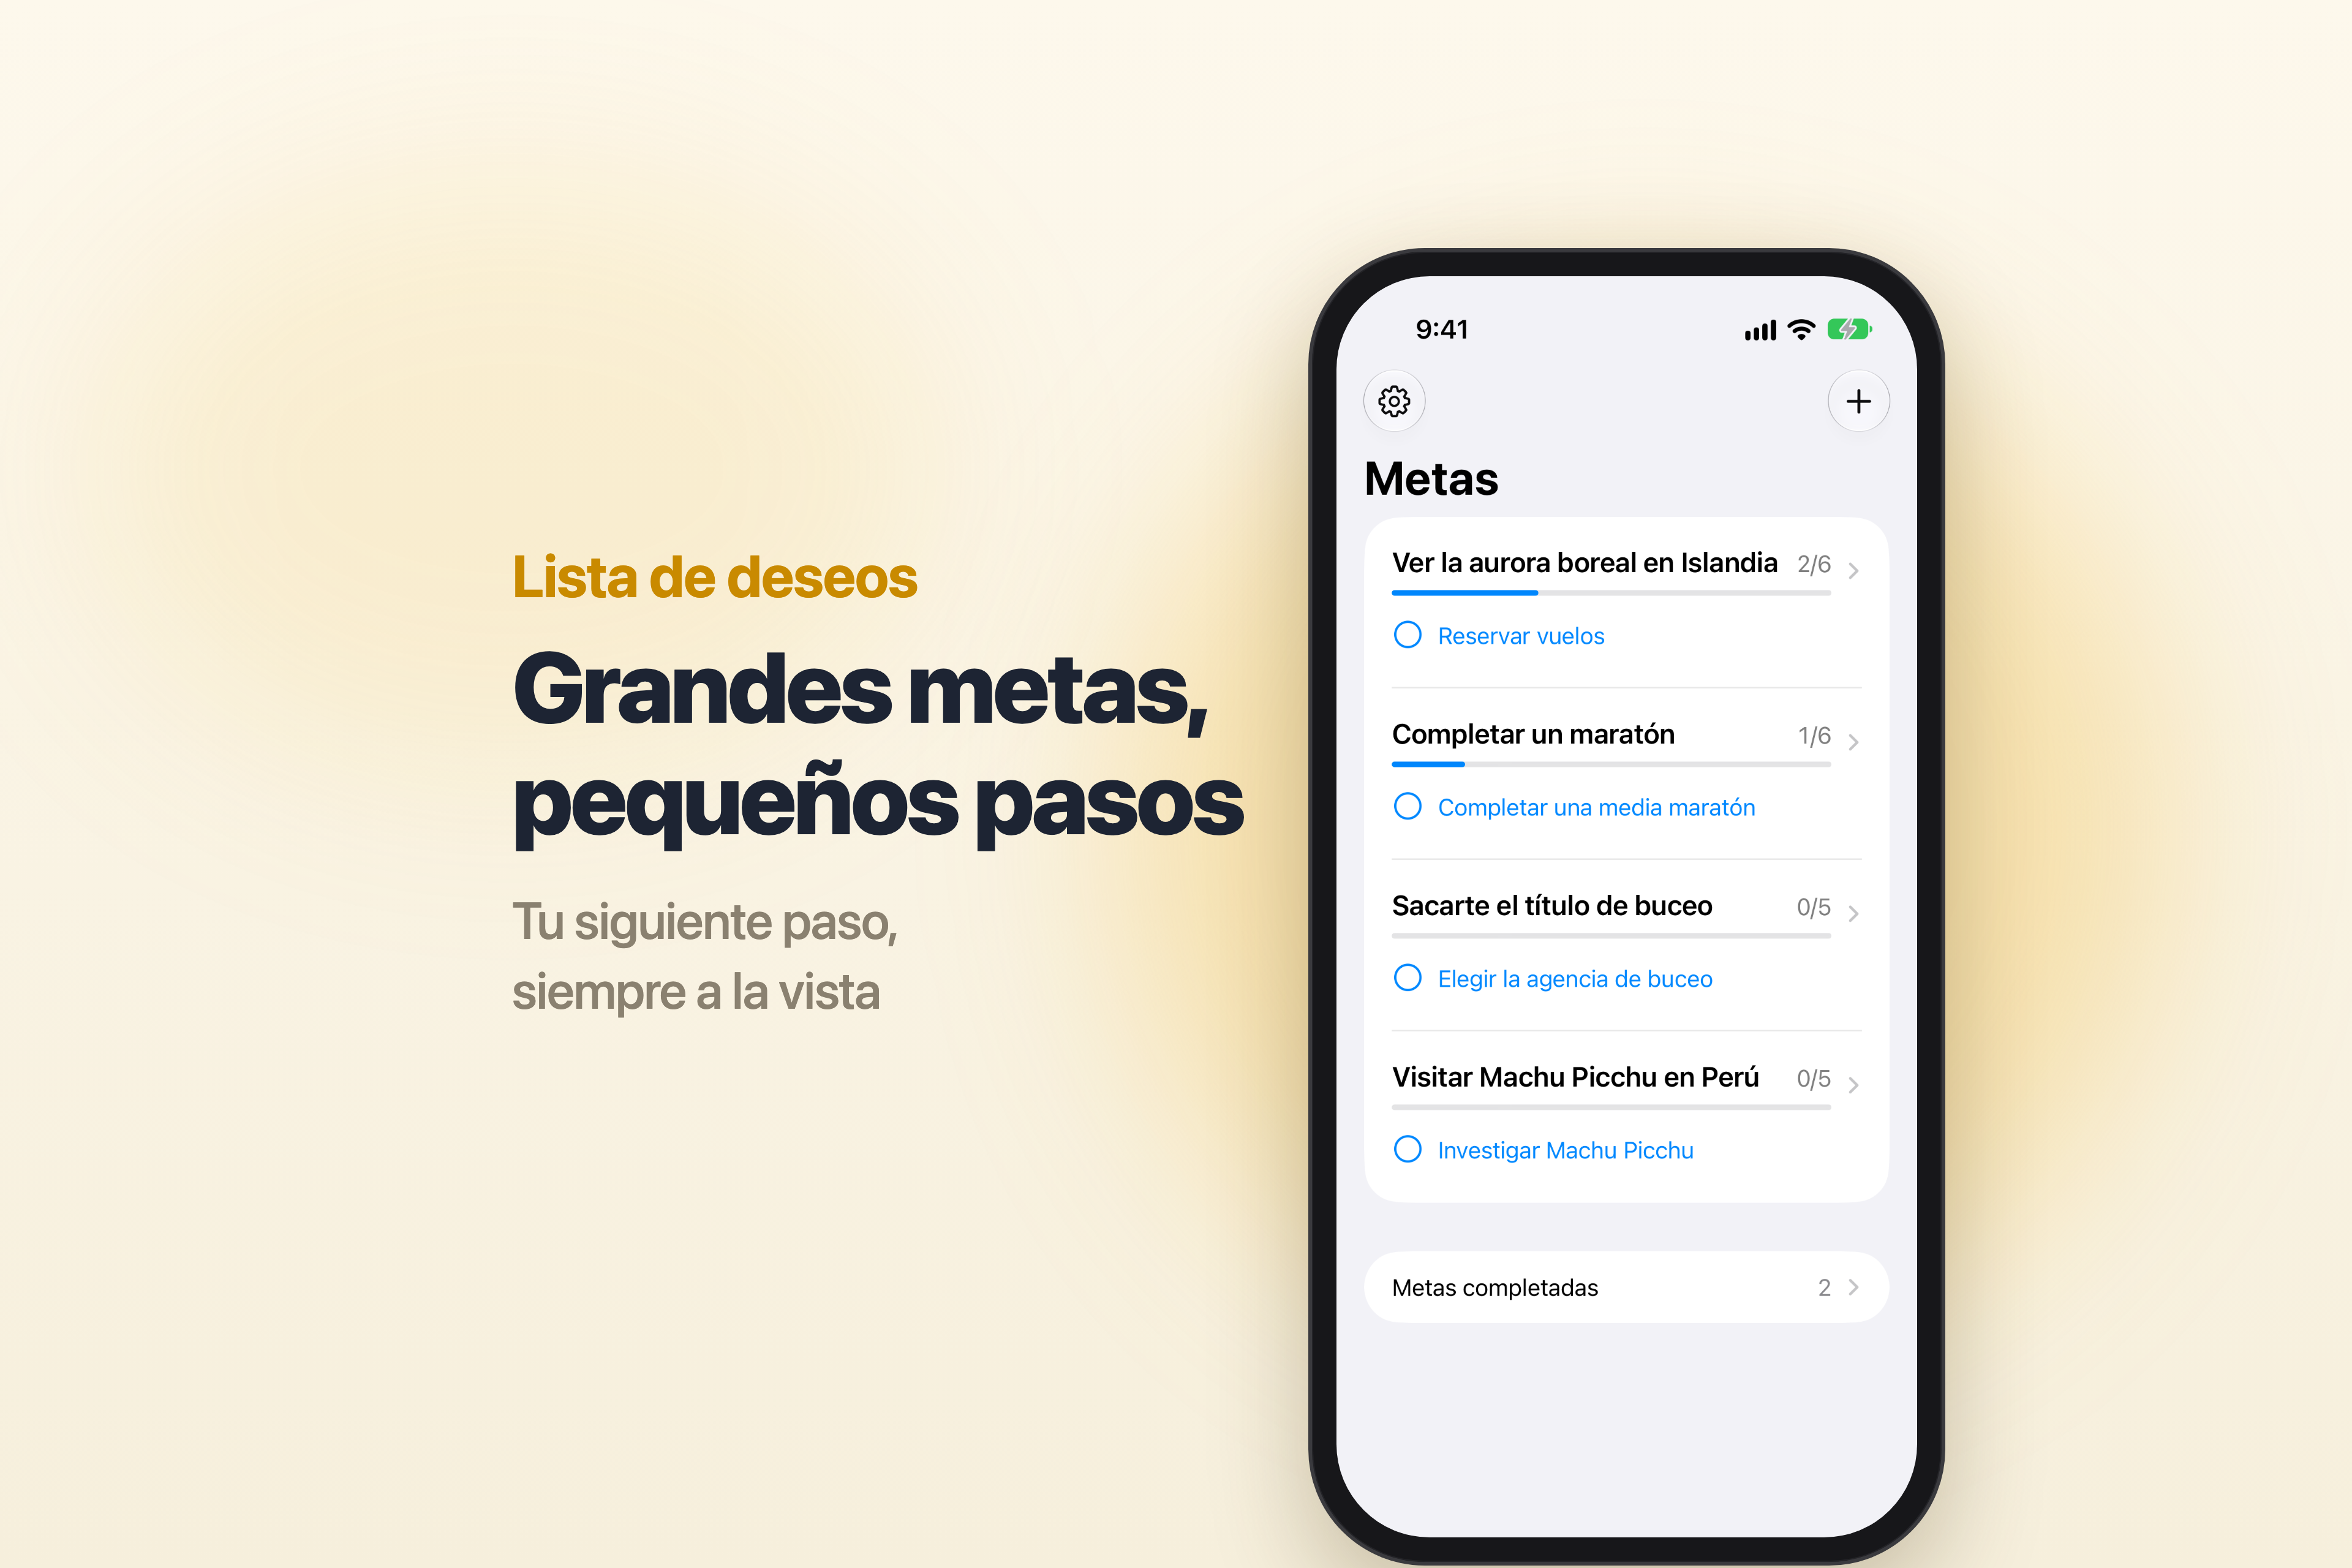 Lista de deseos
Grandes metas,
pequeños pasos
Tu siguiente paso,
siempre a la vista
9:41
Metas
Ver la aurora boreal en Islandia 2/6
Reservar vuelos
Completar un maratón 1/6
Completar una media maratón
Sacarte el título de buceo 0/5
Elegir la agencia de buceo
Visitar Machu Picchu en Perú 0/5
Investigar Machu Picchu
Metas completadas 2